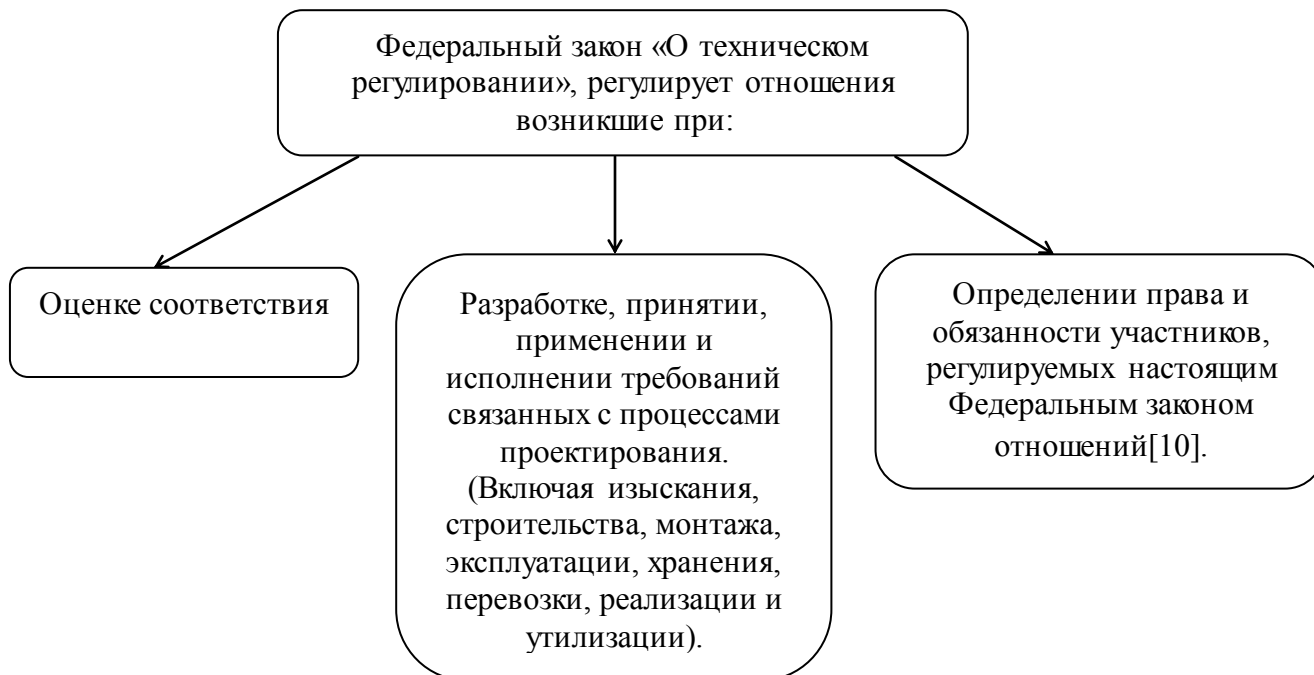 Федеральный закон «О техническом
регулировании», регулирует отношения
возникшие при:
Оценке соответствия
Разработке, принятии,
применении и
исполнении требований
связанных с процессами
проектирования.
(Включая изыскания,
строительства, монтажа,
эксплуатации, хранения,
перевозки, реализации и
утилизации).
Определении права и
обязанности участников,
регулируемых настоящим
Федеральным законом
отношений[10].